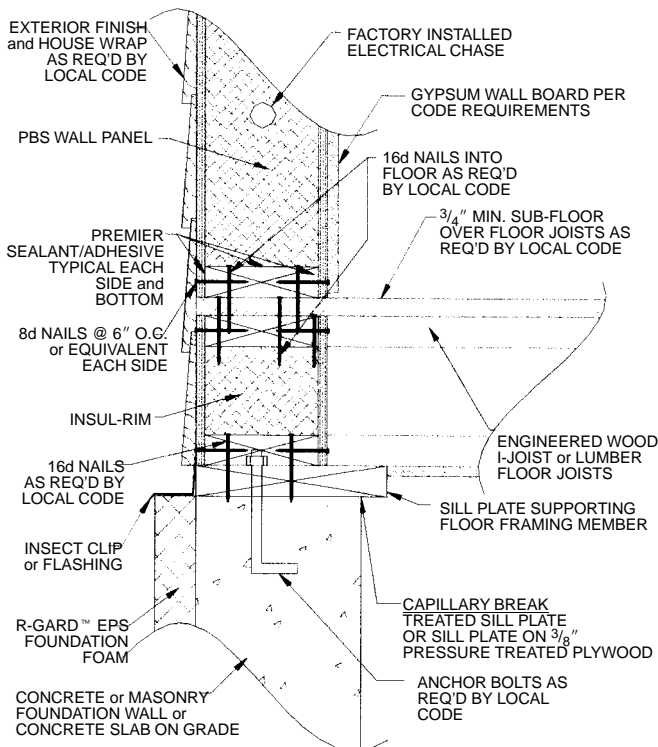 EXTERIOR FINISH
and HOUSE WRAP
AS REQ'D BY
LOCAL CODE
FACTORY INSTALLED
ELECTRICAL CHASE
GYPSUM WALL BOARD PER
CODE REQUIREMENTS
PBS WALL PANEL
16d NAILS INTO
FLOOR AS REQ'D
BY LOCAL CODE
3/4" MIN. SUB-FLOOR
OVER FLOOR JOISTS AS
REQ'D BY LOCAL CODE
PREMIER
SEALANT/ADHESIVE
TYPICAL EACH
SIDE and
BOTTOM
8d NAILS @ 6" O.C.
or EQUIVALENT
EACH SIDE
INSUL-RIM
ENGINEERED WOOD
I-JOIST or LUMBER
FLOOR JOISTS
16d NAILS
AS REQ'D BY
LOCAL CODE
SILL PLATE SUPPORTING
FLOOR FRAMING MEMBER
INSECT CLIP
or FLASHING
CAPILLARY BREAK
TREATED SILL PLATE
OR SILL PLATE ON 3/8"
PRESSURE TREATED PLYWOOD
R-GARD™ EPS
FOUNDATION
FOAM
ANCHOR BOLTS AS
REQ'D BY LOCAL
CODE
CONCRETE or MASONRY
FOUNDATION WALL or
CONCRETE SLAB ON GRADE